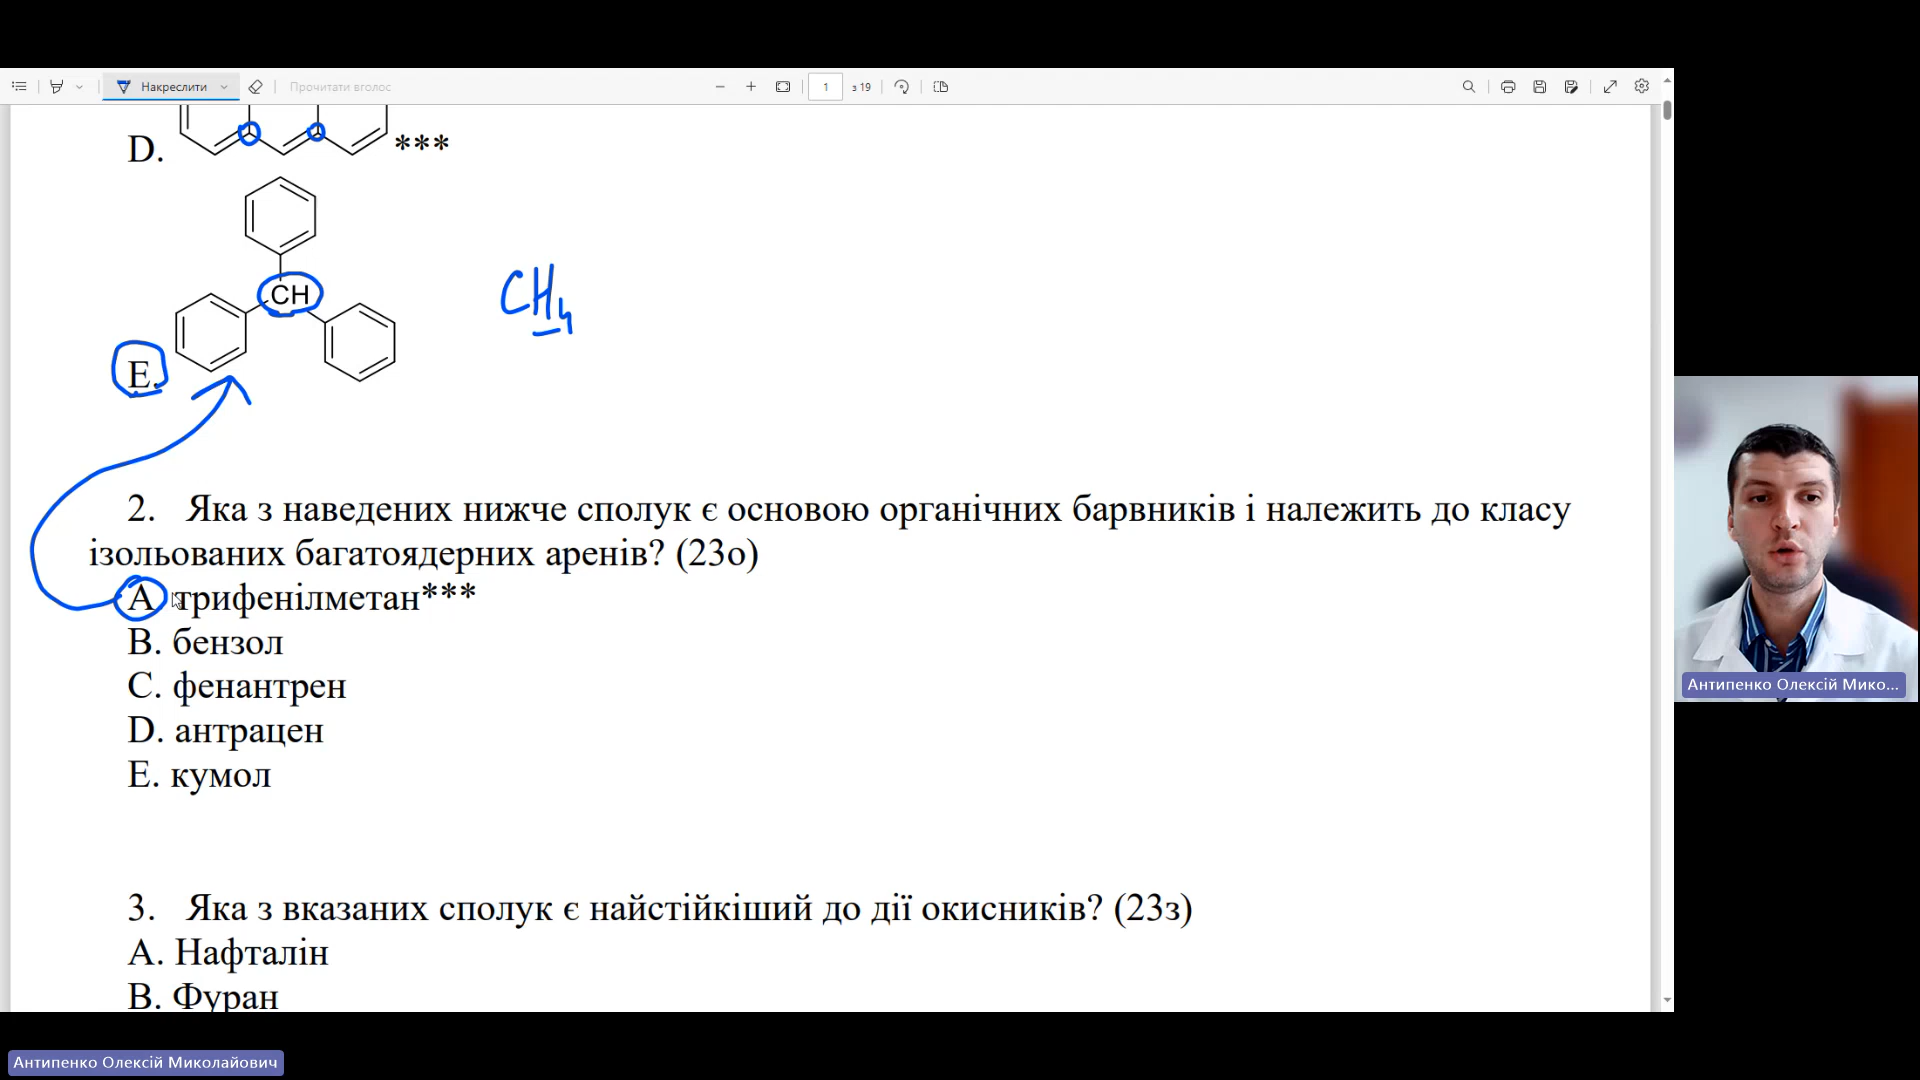 Накреслити
Прочитати вголос
1
з 19
D.
***
CH
CH4
E.
2. Яка з наведених нижче сполук є основою органічних барвників і належить до класу
ізольованих багатоядерних аренів? (23о)
A. трифенілметан***
B. бензол
C. фенантрен
D. антрацен
E. кумол
3. Яка з вказаних сполук є найстійкіший до дії окисників? (23з)
A. Нафталін
B. Фуран
Антипенко Олексій Мико...
Антипенко Олексій Миколайович